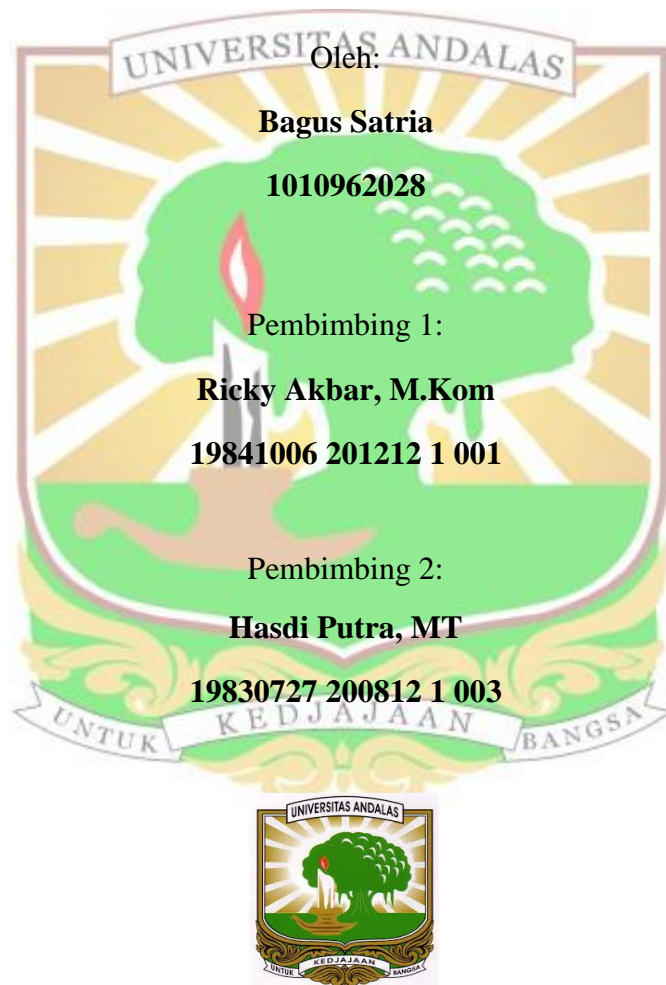 UNIVERSITAS ANDALAS
Oleh:
Bagus Satria
1010962028
Pembimbing 1:
Ricky Akbar, M.Kom
19841006 201212 1 001
Pembimbing 2:
Hasdi Putra, MT
19830727 200812 1 003
UNTUK KEDJAJAAN BANGSA
UNIVERSITAS ANDALAS
UNTUK KEDJAJAAN BANGSA